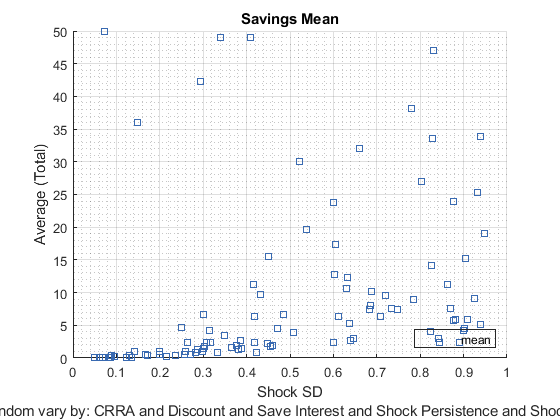 Savings Mean
50
45
40
35
30
25
20
15
10
5
0
Average (Total)
mean
0 0.1 0.2 0.3 0.4 0.5 0.6 0.7 0.8 0.9 1
Shock SD
ndom vary by: CRRA and Discount and Save Interest and Shock Persistence and Shoc